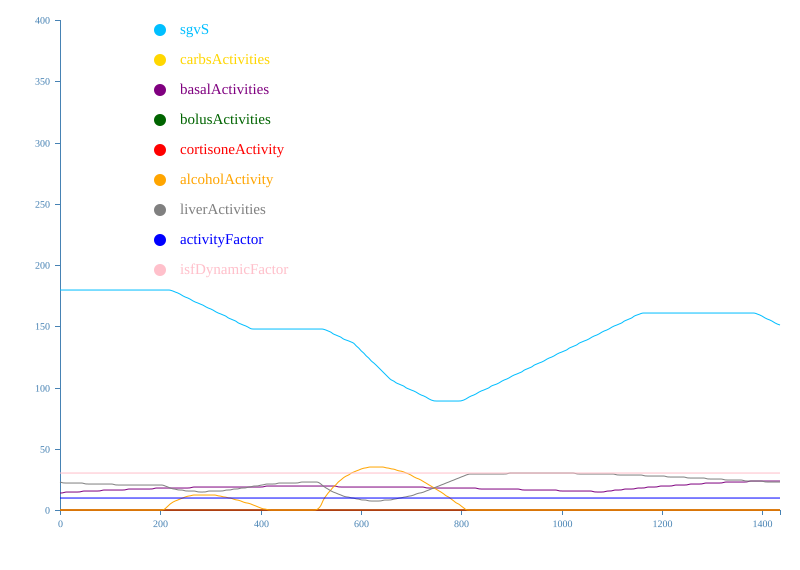 400
sgvS
carbsActivities
350
basalActivities
bolusActivities
300
cortisoneActivity
alcoholActivity
250
liverActivities
activityFactor
200
isfDynamicFactor
150
100
50
0
0 200 400 600 800 1000 1200 1400